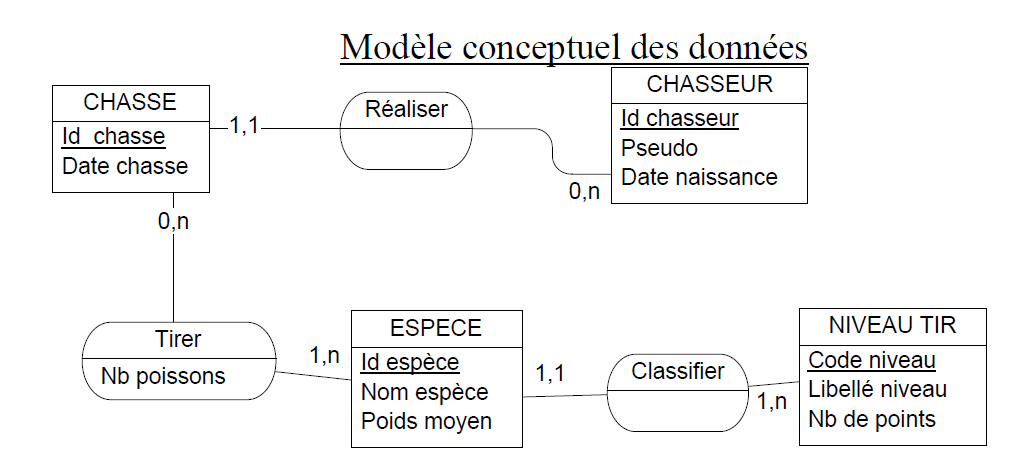 Modèle conceptuel des données
CHASSE
Id chasse
Date chasse
1,1
Réaliser
0,n
CHASSEUR
Id chasseur
Pseudo
Date naissance
0,n
Tirer
Nb poissons
1,n
ESPECE
Id espèce
Nom espèce
Poids moyen
1,1
Classifier
1,n
NIVEAU TIR
Code niveau
Libellé niveau
Nb de points